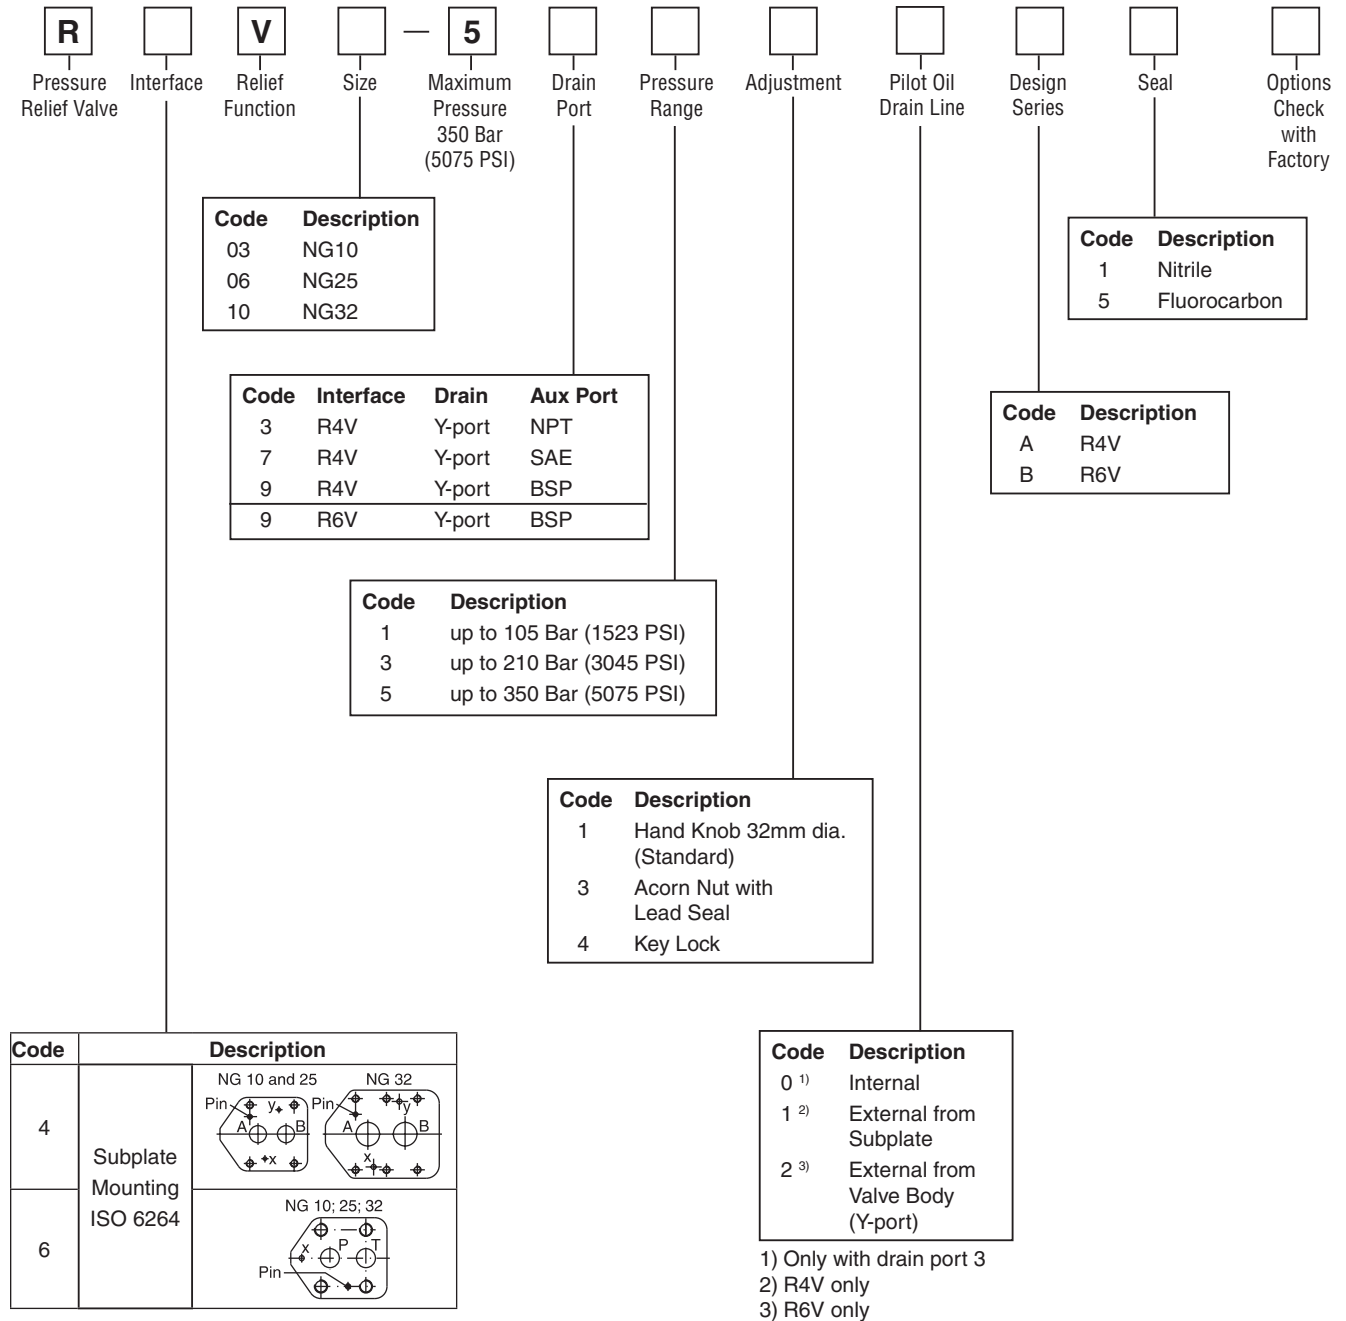 R V — 5
Pressure Relief Valve
Interface
Relief Function
Size
Maximum Pressure 350 Bar (5075 PSI)
Drain Port
Pressure Range
Adjustment
Pilot Oil Drain Line
Design Series
Seal
Options Check with Factory
Code Description
03 NG10
06 NG25
10 NG32
Code Description
1 Nitrile
5 Fluorocarbon
Code Interface Drain Aux Port
3 R4V Y-port NPT
7 R4V Y-port SAE
9 R4V Y-port BSP
9 R6V Y-port BSP
Code Description
A R4V
B R6V
Code Description
1 up to 105 Bar (1523 PSI)
3 up to 210 Bar (3045 PSI)
5 up to 350 Bar (5075 PSI)
Code Description
1 Hand Knob 32mm dia.
(Standard)
3 Acorn Nut with
Lead Seal
4 Key Lock
Code Description
4
Subplate
Mounting
ISO 6264
NG 10 and 25
Pin
y
A
B
x
NG 32
Pin
y
A
B
x
6
NG 10; 25; 32
x
P
T
Pin
Code Description
0 1) Internal
1 2) External from
Subplate
2 3) External from
Valve Body
(Y-port)
1) Only with drain port 3
2) R4V only
3) R6V only